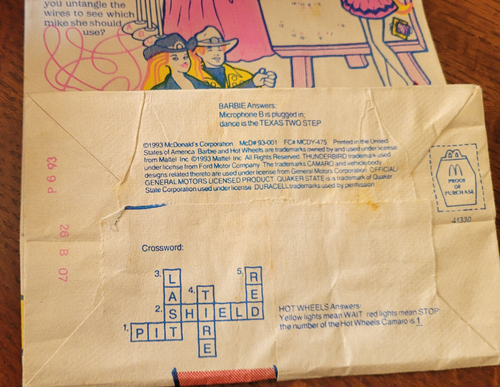 you untangle the
wires to see which
mike she should
use?
BARBIE Answers:
Microphone B is plugged in;
dance is the TEXAS TWO STEP
©1993 McDonald's Corporation McD# 93-001 FC# MCDY-475 Printed in the United
States of America Barbie and Hot Wheels are trademarks owned by and used under license
from Mattel Inc ©1993 Mattel Inc All Rights Reserved THUNDERBIRD trademark used
under license from Ford Motor Company The trademarks CAMARO and vehicle body
designs related thereto are used under license from General Motors Corporation OFFICIAL
GENERAL MOTORS LICENSED PRODUCT QUAKER STATE is a trademark of Quaker
State Corporation used under license DURACELL trademarks used by permission
PROOF
OF
PURCHASE
41330
26 B 07
Crossword:
3. LAST
4. TIRE
5. RED
2. SHIELD
1. PIT
HOT WHEELS Answers:
Yellow lights mean WAIT red lights mean STOP
the number of the Hot Wheels Camaro is 1.